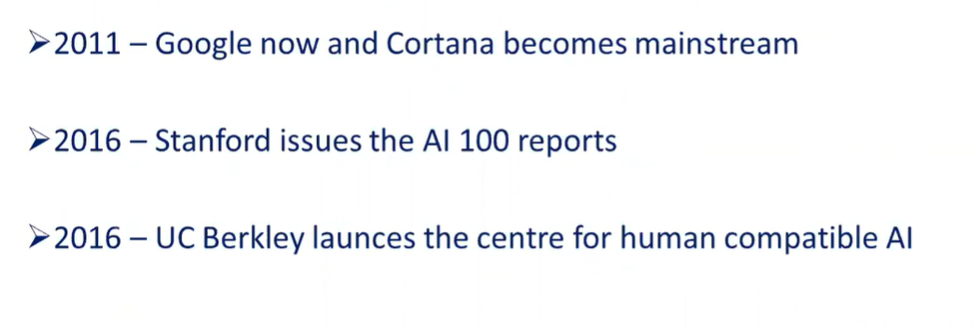 ➢2011 – Google now and Cortana becomes mainstream
➢2016 – Stanford issues the AI 100 reports
➢2016 – UC Berkley launces the centre for human compatible AI